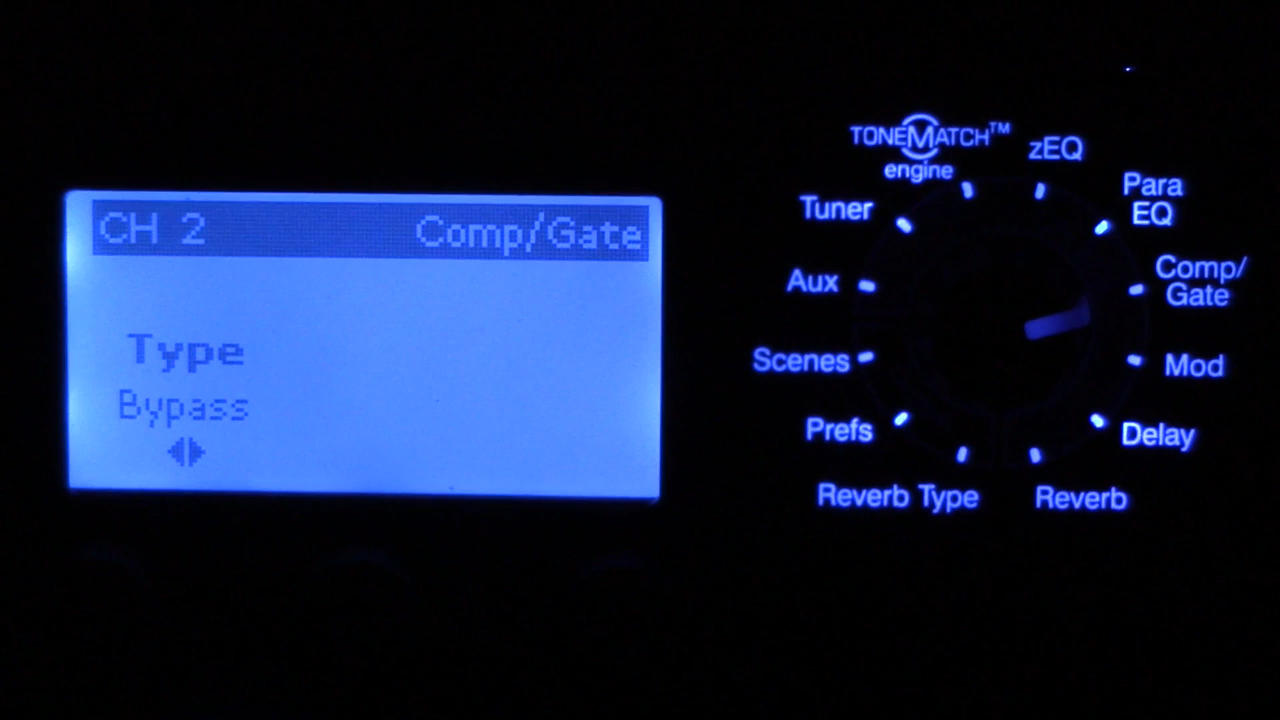 CH 2 Comp/Gate
Type
Bypass
TONEMATCH™
engine
zEQ
Para
EQ
Comp/
Gate
Mod
Delay
Reverb
Reverb Type
Prefs
Scenes
Aux
Tuner